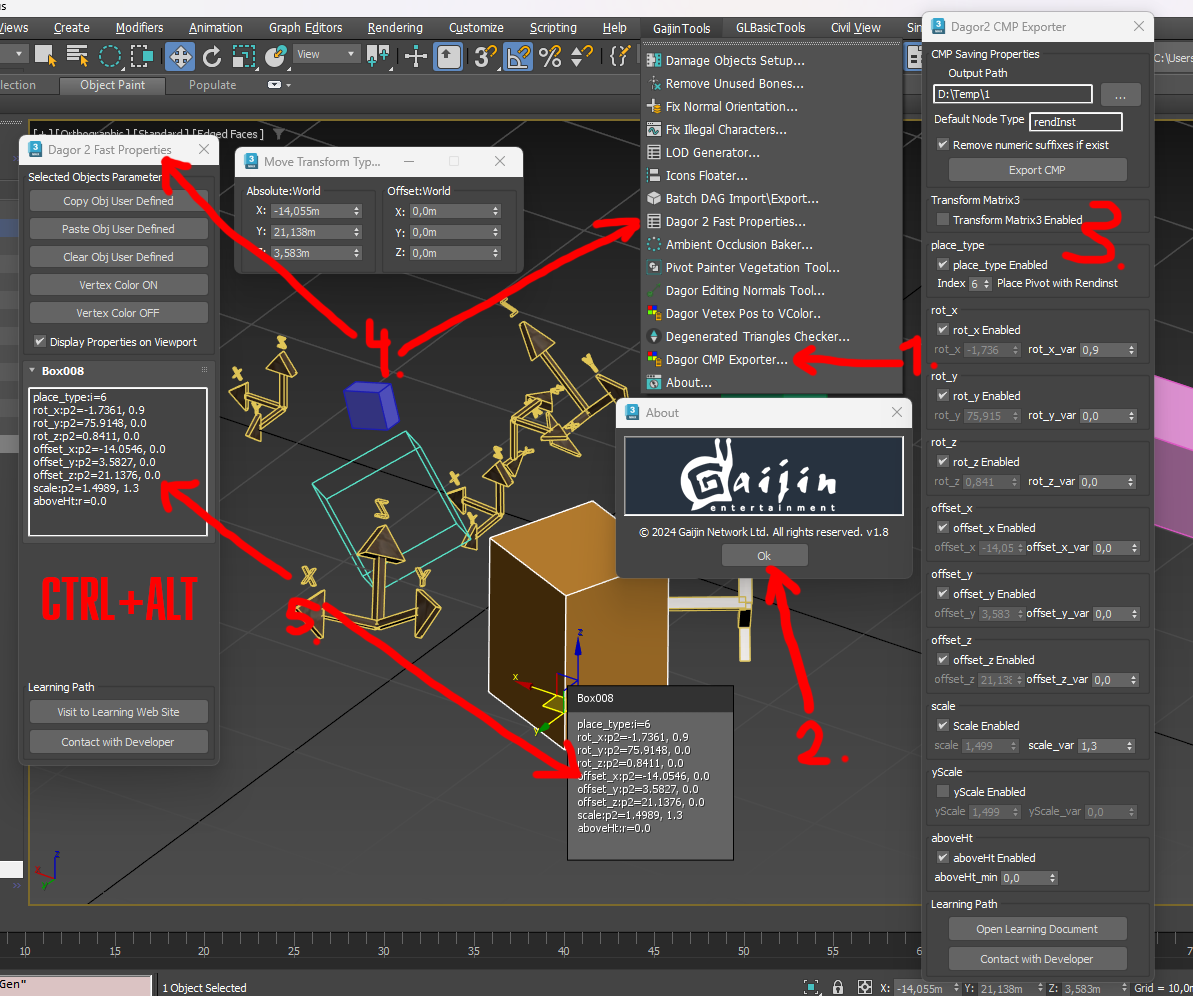 Views Create Modifiers Animation Graph Editors Rendering Customize Scripting Help GaijinTools GLBasicTools Civil View
View
C:\Users
Object Paint Populate
[+] [Orthographic] [Standard] [Edged Faces]
Dagor 2 Fast Properties
Selected Objects Parameter
Copy Obj User Defined
Paste Obj User Defined
Clear Obj User Defined
Vertex Color ON
Vertex Color OFF
Display Properties on Viewport
Box008
place_type:i=6
rot_x:p2=-1.7361, 0.9
rot_y:p2=75.9148, 0.0
rot_z:p2=0.8411, 0.0
offset_x:p2=-14.0546, 0.0
offset_y:p2=3.5827, 0.0
offset_z:p2=21.1376, 0.0
scale:p2=1.4989, 1.3
aboveHt:r=0.0
CTRL+ALT
Learning Path
Visit to Learning Web Site
Contact with Developer
Move Transform Typ...
Absolute:World Offset:World
X: -14,055m X: 0,0m
Y: 21,138m Y: 0,0m
Z: 3,583m Z: 0,0m
4.
5.
Damage Objects Setup...
Remove Unused Bones...
Fix Normal Orientation...
Fix Illegal Characters...
LOD Generator...
Icons Floater...
Batch DAG Import\Export...
Dagor 2 Fast Properties...
Ambient Occlusion Baker...
Pivot Painter Vegetation Tool...
Dagor Editing Normals Tool...
Dagor Vetex Pos to VColor..
Degenerated Triangles Checker...
Dagor CMP Exporter...
About...
1.
About
Gaijin
entertainment
© 2024 Gaijin Network Ltd. All rights reserved. v1.8
Ok
2.
Box008
place_type:i=6
rot_x:p2=-1.7361, 0.9
rot_y:p2=75.9148, 0.0
rot_z:p2=0.8411, 0.0
offset_x:p2=-14.0546, 0.0
offset_y:p2=3.5827, 0.0
offset_z:p2=21.1376, 0.0
scale:p2=1.4989, 1.3
aboveHt:r=0.0
Dagor2 CMP Exporter
CMP Saving Properties
Output Path
D:\Temp\1 ...
Default Node Type rendInst
Remove numeric suffixes if exist
Export CMP
Transform Matrix3
Transform Matrix3 Enabled
3.
place_type
place_type Enabled
Index 6 Place Pivot with Rendinst
rot_x
rot_x Enabled
rot_x -1,736 rot_x_var 0,9
rot_y
rot_y Enabled
rot_y 75,915 rot_y_var 0,0
rot_z
rot_z Enabled
rot_z 0,841 rot_z_var 0,0
offset_x
offset_x Enabled
offset_x -14,05 offset_x_var 0,0
offset_y
offset_y Enabled
offset_y 3,583 offset_y_var 0,0
offset_z
offset_z Enabled
offset_z 21,138 offset_z_var 0,0
scale
Scale Enabled
scale 1,499 scale_var 1,3
yScale
yScale Enabled
yScale 1,499 yScale_var 0,0
aboveHt
aboveHt Enabled
aboveHt_min 0,0
Learning Path
Open Learning Document
Contact with Developer
10 15 20 25 30 35 40 45 50 55
Gen"
1 Object Selected
X: -14,055m Y: 21,138m Z: 3,583m Grid = 10,0m